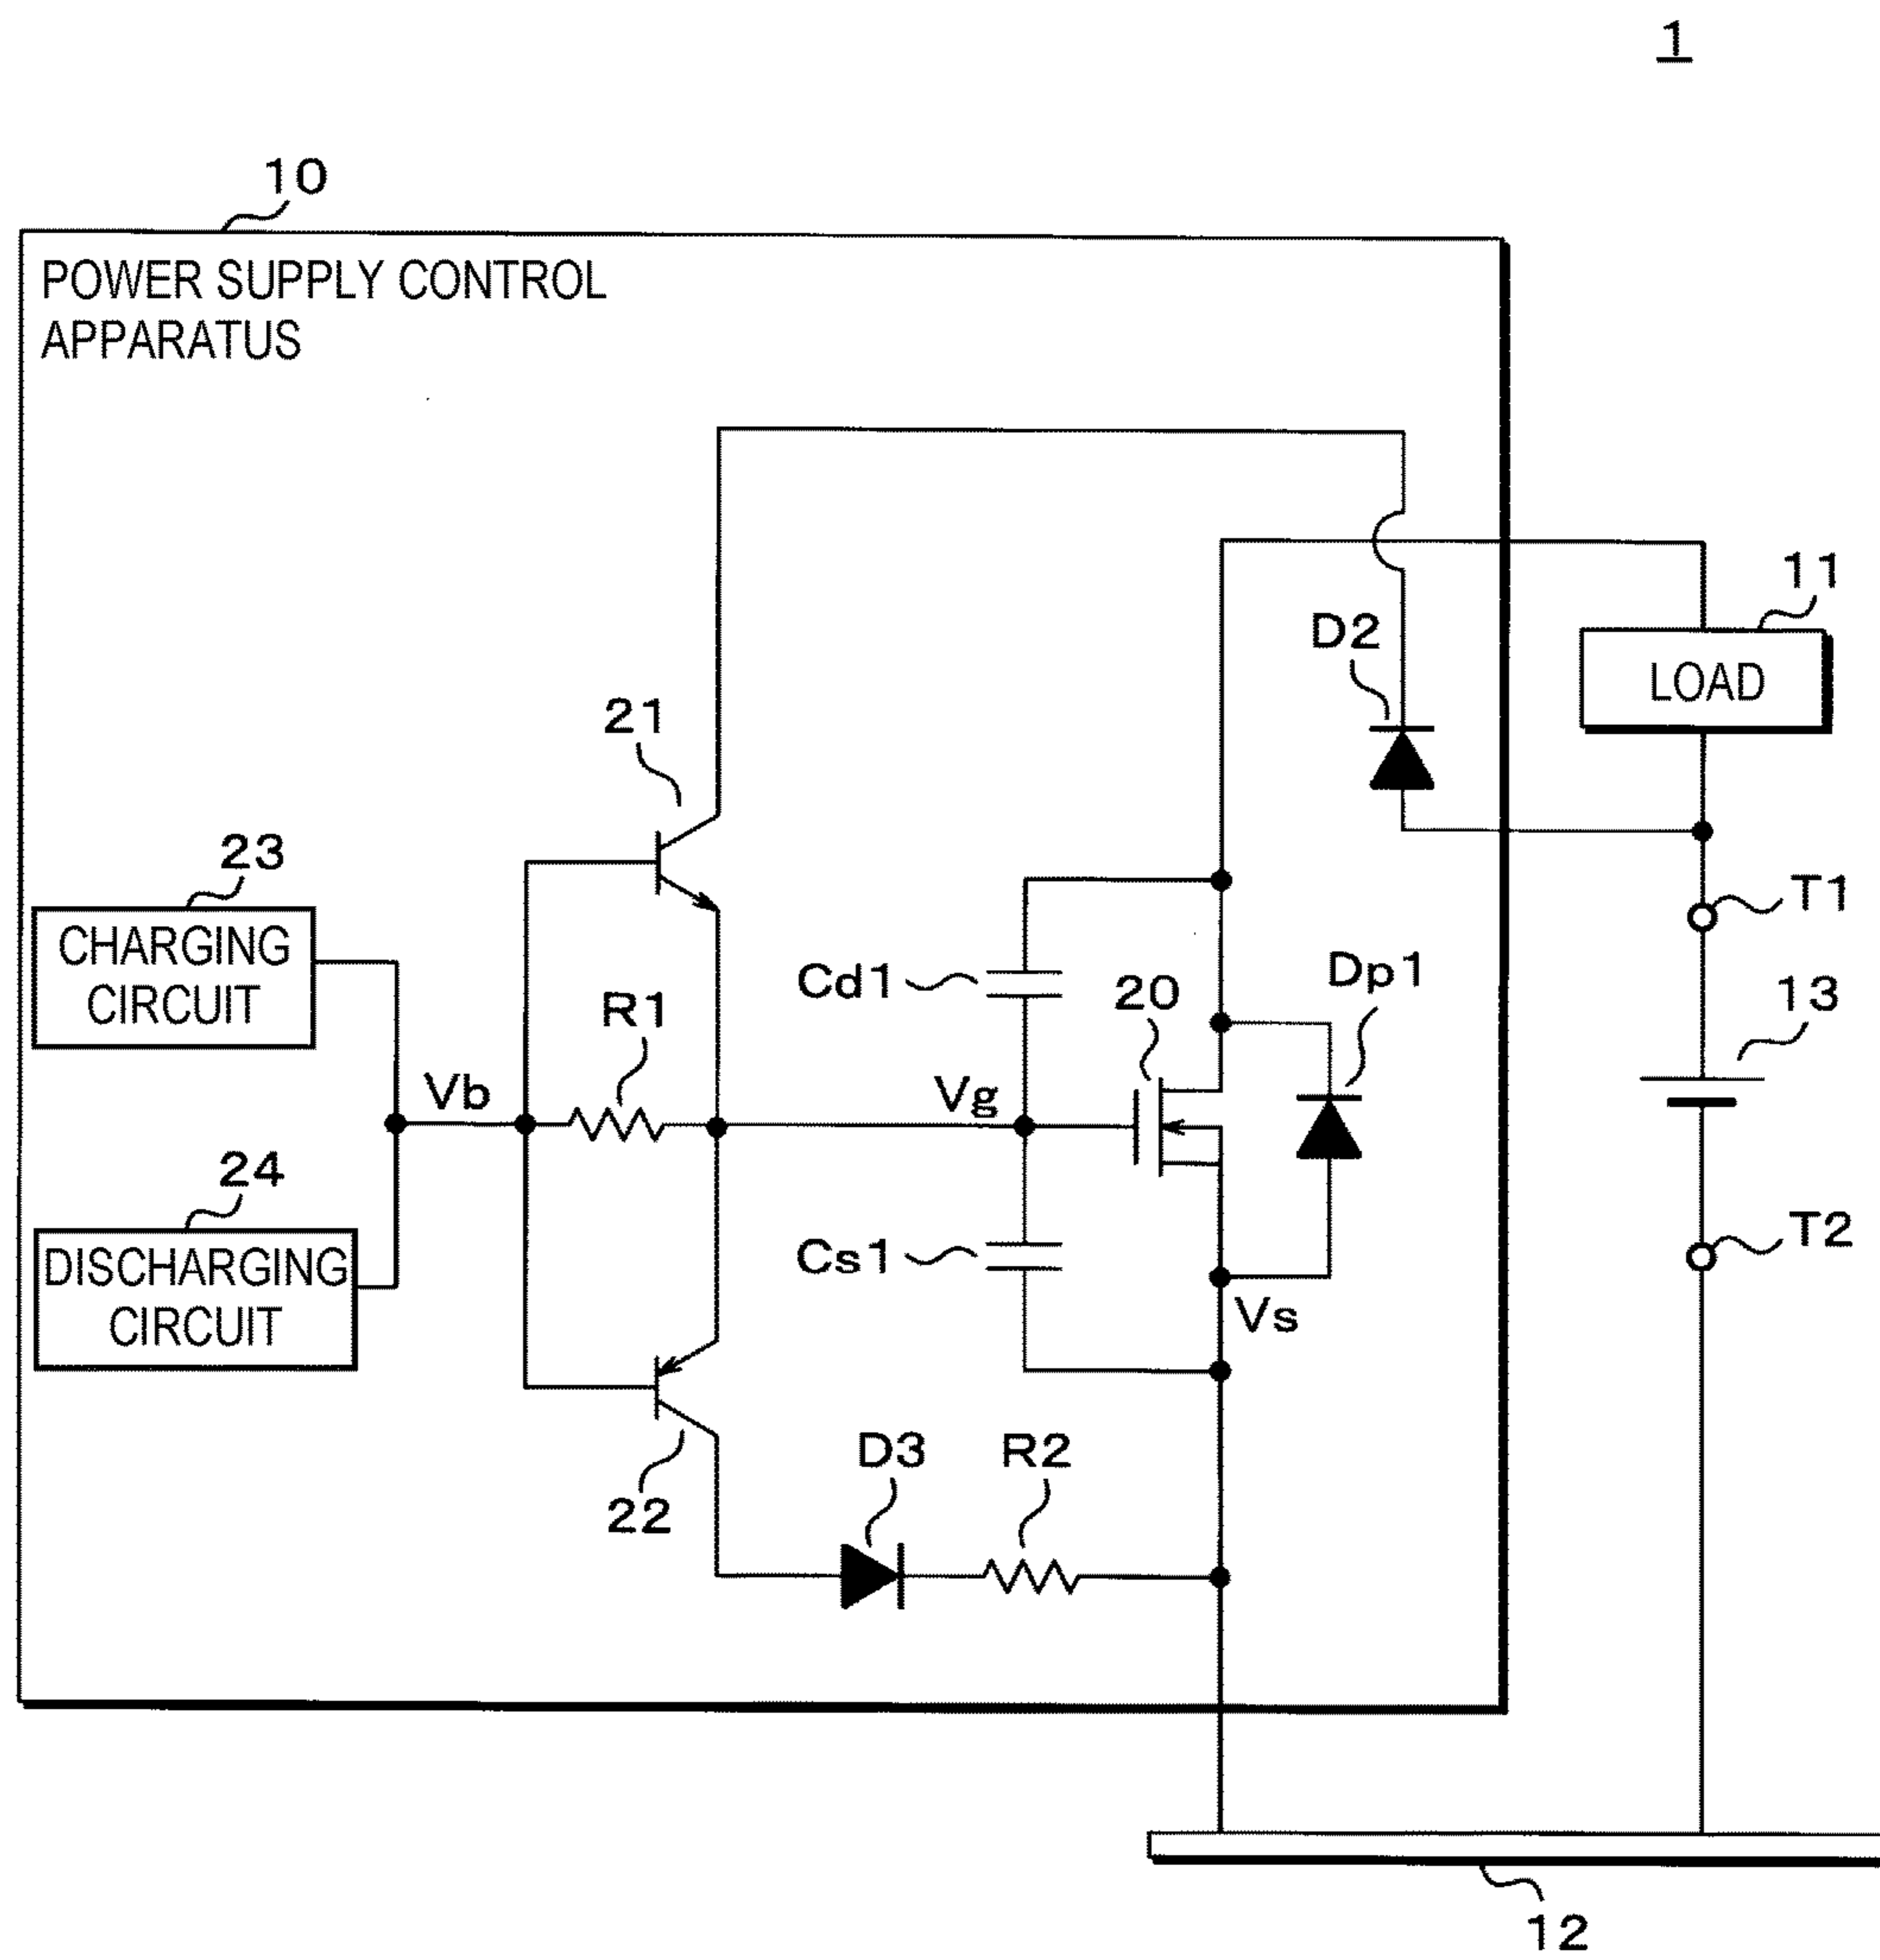 1
10
POWER SUPPLY CONTROL
APPARATUS
11
LOAD
D2
21
23
CHARGING
CIRCUIT
T1
Cd1
20
Dp1
13
R1
Vb
Vg
24
DISCHARGING
CIRCUIT
Cs1
T2
Vs
D3
R2
22
12